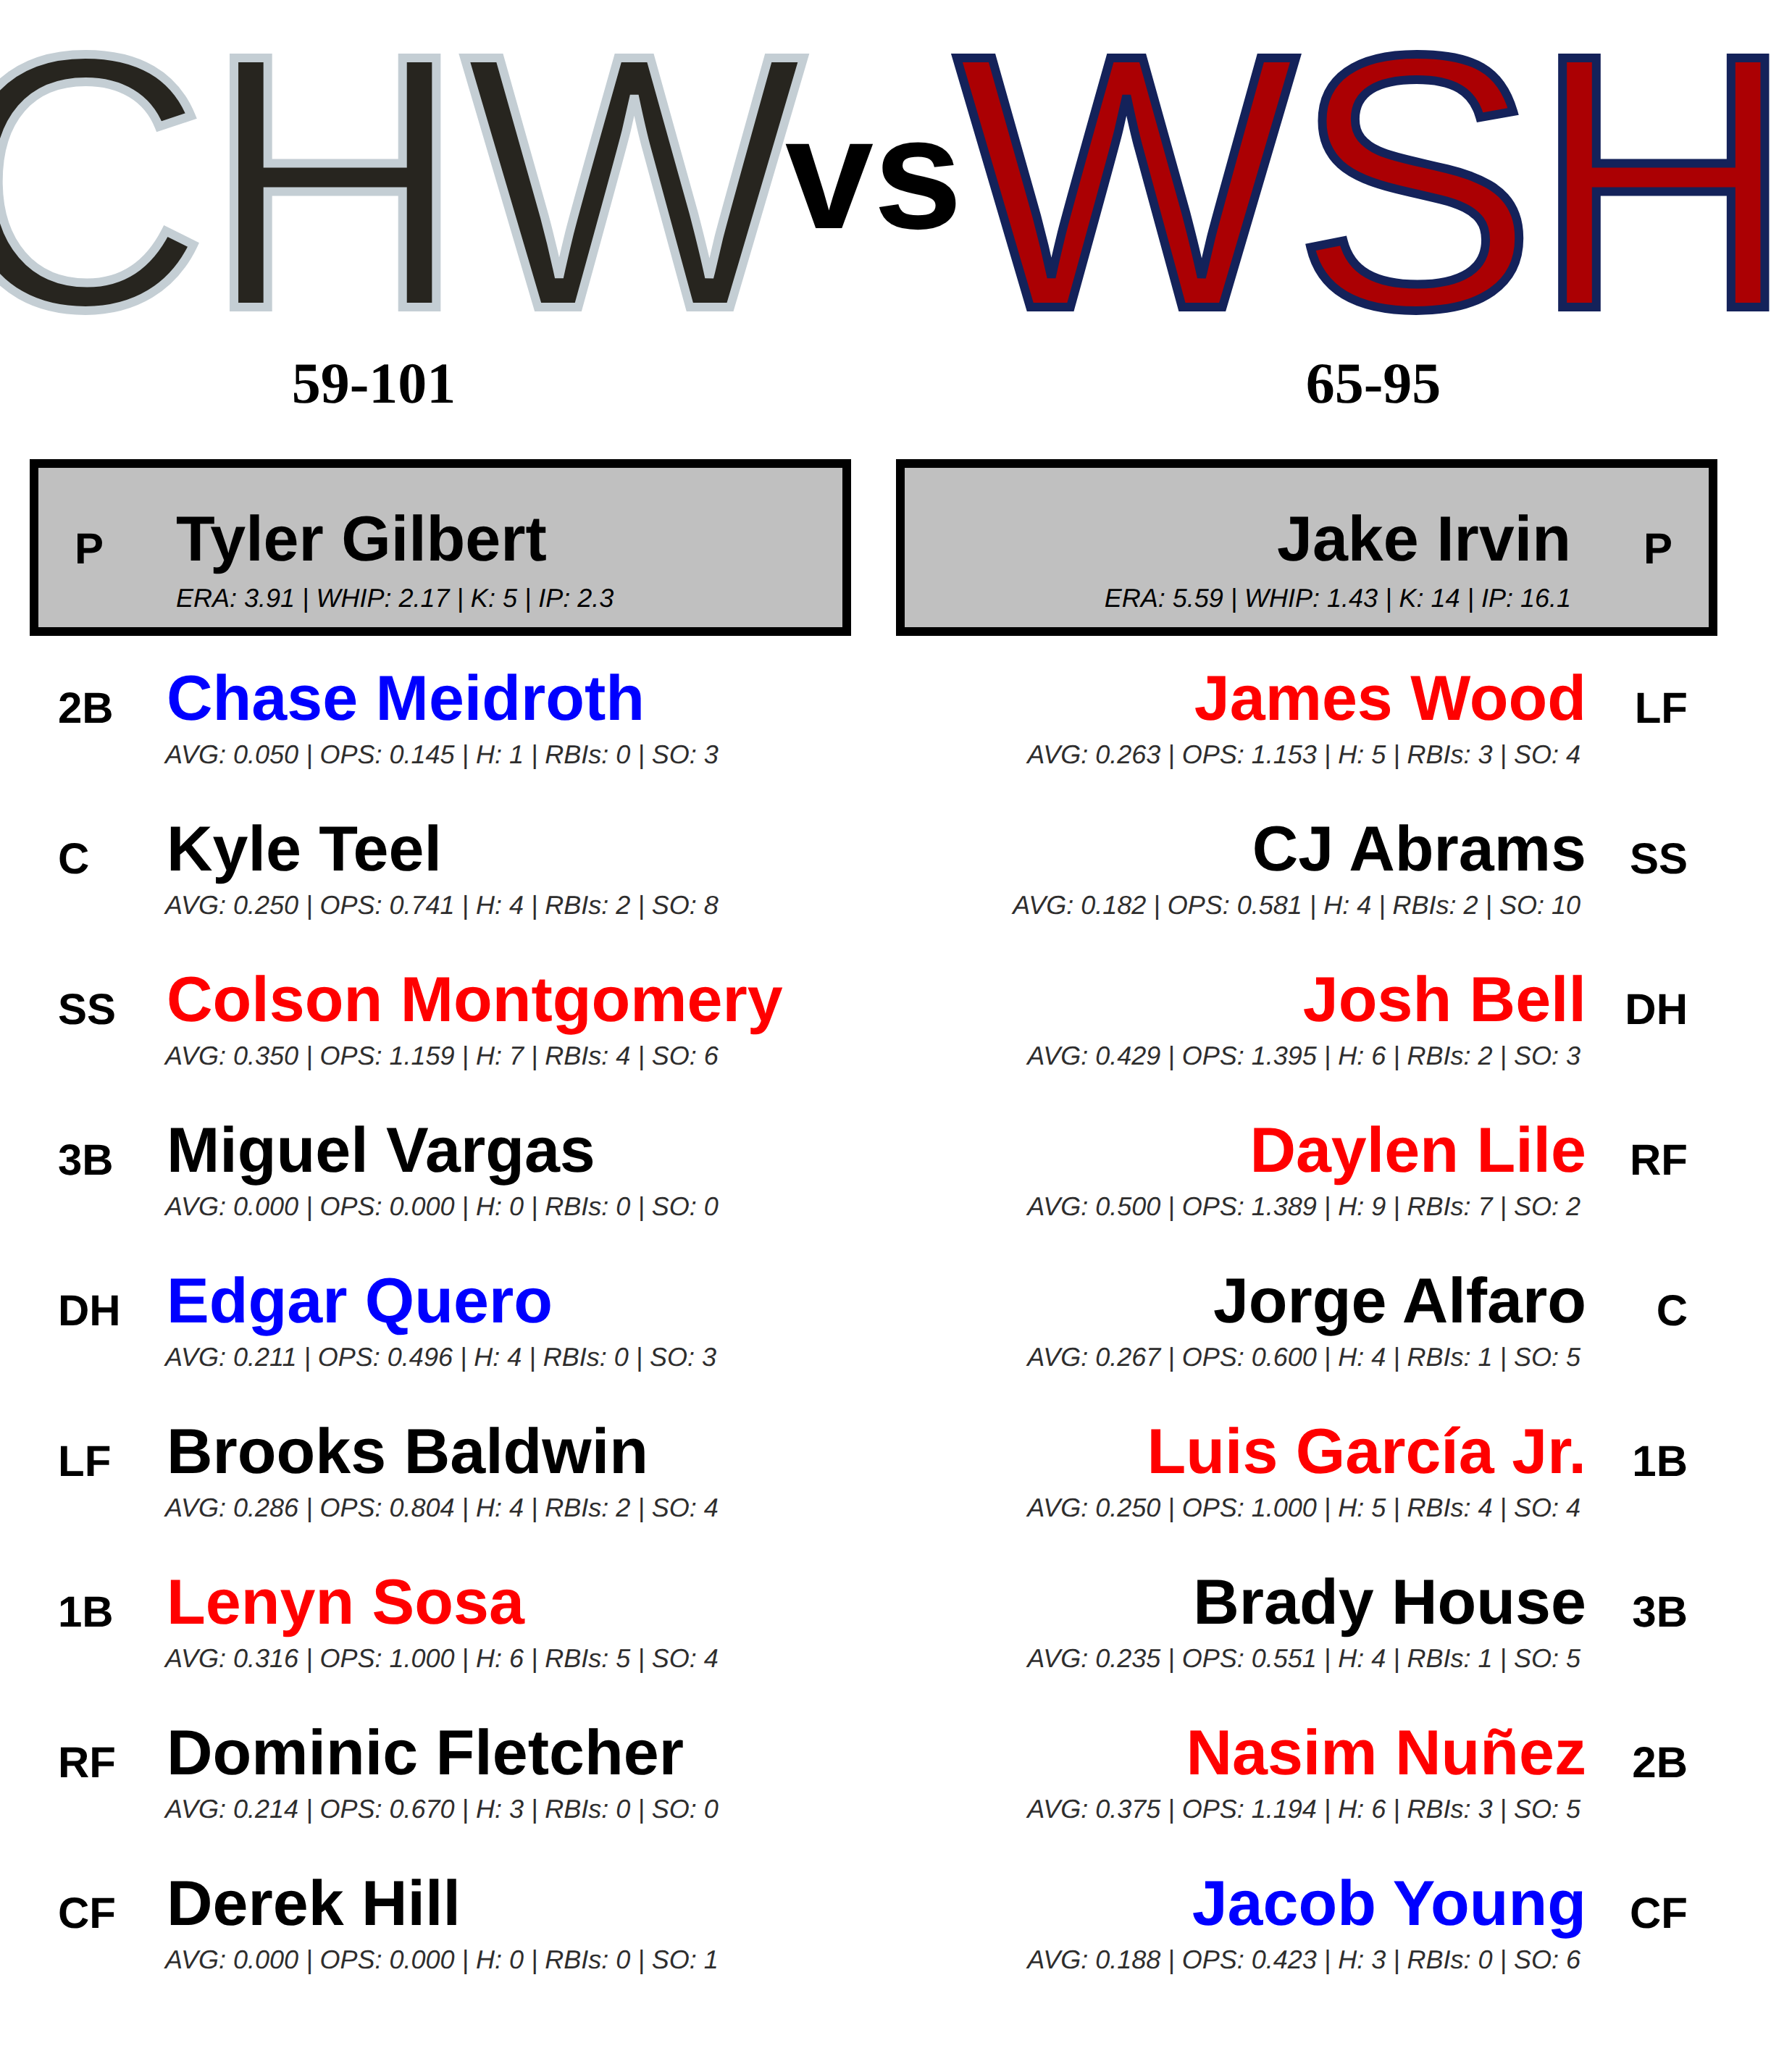 CHW vs WSH
59-101
65-95
P Tyler Gilbert
ERA: 3.91 | WHIP: 2.17 | K: 5 | IP: 2.3
Jake Irvin P
ERA: 5.59 | WHIP: 1.43 | K: 14 | IP: 16.1
2B Chase Meidroth
AVG: 0.050 | OPS: 0.145 | H: 1 | RBIs: 0 | SO: 3
C Kyle Teel
AVG: 0.250 | OPS: 0.741 | H: 4 | RBIs: 2 | SO: 8
SS Colson Montgomery
AVG: 0.350 | OPS: 1.159 | H: 7 | RBIs: 4 | SO: 6
3B Miguel Vargas
AVG: 0.000 | OPS: 0.000 | H: 0 | RBIs: 0 | SO: 0
DH Edgar Quero
AVG: 0.211 | OPS: 0.496 | H: 4 | RBIs: 0 | SO: 3
LF Brooks Baldwin
AVG: 0.286 | OPS: 0.804 | H: 4 | RBIs: 2 | SO: 4
1B Lenyn Sosa
AVG: 0.316 | OPS: 1.000 | H: 6 | RBIs: 5 | SO: 4
RF Dominic Fletcher
AVG: 0.214 | OPS: 0.670 | H: 3 | RBIs: 0 | SO: 0
CF Derek Hill
AVG: 0.000 | OPS: 0.000 | H: 0 | RBIs: 0 | SO: 1
James Wood LF
AVG: 0.263 | OPS: 1.153 | H: 5 | RBIs: 3 | SO: 4
CJ Abrams SS
AVG: 0.182 | OPS: 0.581 | H: 4 | RBIs: 2 | SO: 10
Josh Bell DH
AVG: 0.429 | OPS: 1.395 | H: 6 | RBIs: 2 | SO: 3
Daylen Lile RF
AVG: 0.500 | OPS: 1.389 | H: 9 | RBIs: 7 | SO: 2
Jorge Alfaro C
AVG: 0.267 | OPS: 0.600 | H: 4 | RBIs: 1 | SO: 5
Luis García Jr. 1B
AVG: 0.250 | OPS: 1.000 | H: 5 | RBIs: 4 | SO: 4
Brady House 3B
AVG: 0.235 | OPS: 0.551 | H: 4 | RBIs: 1 | SO: 5
Nasim Nuñez 2B
AVG: 0.375 | OPS: 1.194 | H: 6 | RBIs: 3 | SO: 5
Jacob Young CF
AVG: 0.188 | OPS: 0.423 | H: 3 | RBIs: 0 | SO: 6